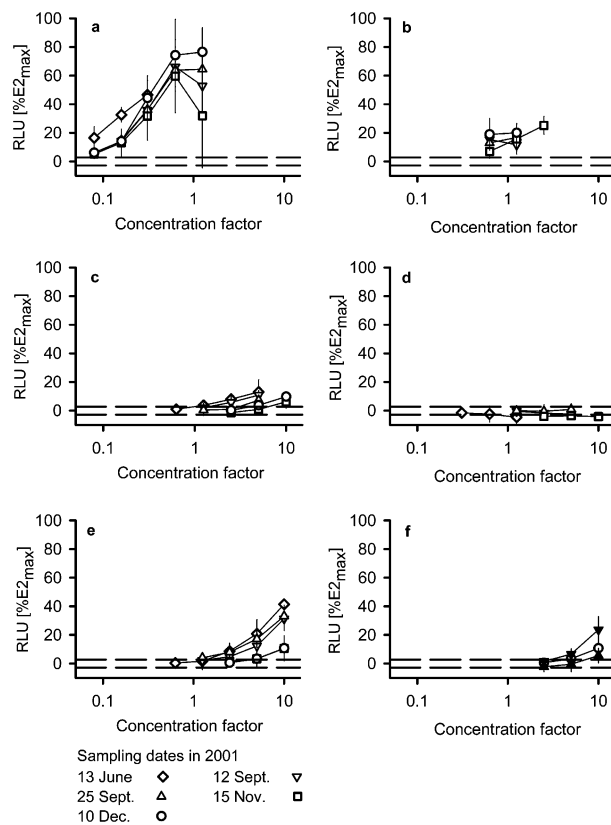 a
b
RLU [%E2max]
100
80
60
40
20
0
0.1 1 10
Concentration factor
RLU [%E2max]
100
80
60
40
20
0
0.1 1 10
Concentration factor
c
d
RLU [%E2max]
100
80
60
40
20
0
0.1 1 10
Concentration factor
RLU [%E2max]
100
80
60
40
20
0
0.1 1 10
Concentration factor
e
f
RLU [%E2max]
100
80
60
40
20
0
0.1 1 10
Concentration factor
RLU [%E2max]
100
80
60
40
20
0
0.1 1 10
Concentration factor
Sampling dates in 2001
13 June 12 Sept.
25 Sept. 15 Nov.
10 Dec.